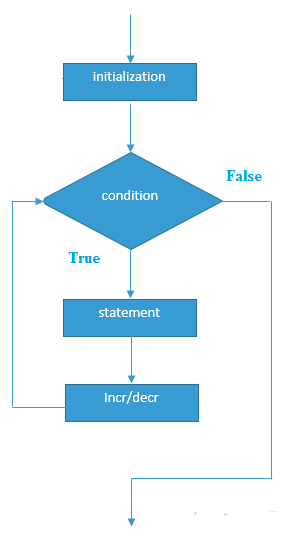 initialization
condition
False
True
statement
Incr/decr